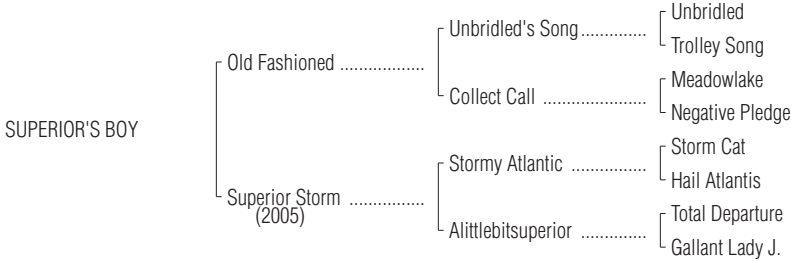 Unbridled
Unbridled's Song..............
Trolley Song
Old Fashioned ..................
Meadowlake
Collect Call ......................
Negative Pledge
SUPERIOR'S BOY
Storm Cat
Stormy Atlantic ................
Hail Atlantis
Superior Storm ................
(2005)
Total Departure
Alittlebitsuperior ..............
Gallant Lady J.